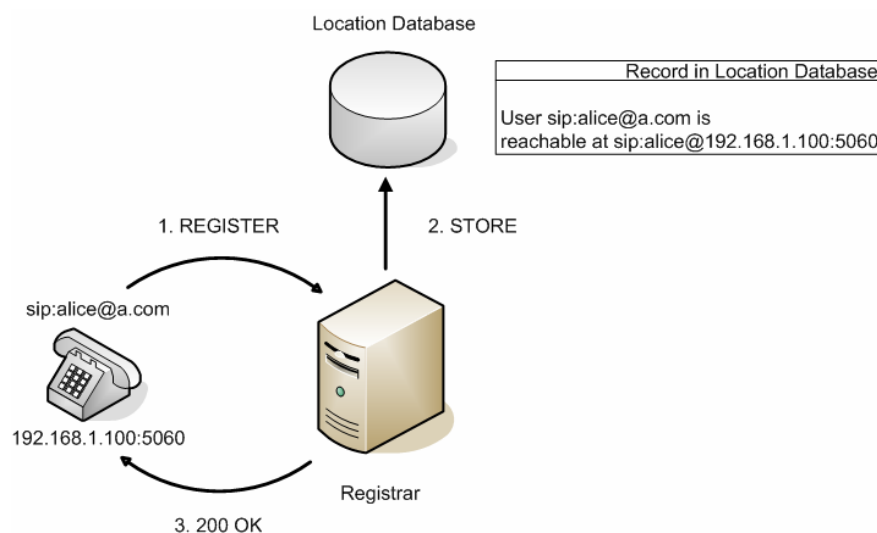 Location Database
Record in Location Database
User sip:alice@a.com is
reachable at sip:alice@192.168.1.100:5060
1. REGISTER
2. STORE
sip:alice@a.com
192.168.1.100:5060
Registrar
3. 200 OK